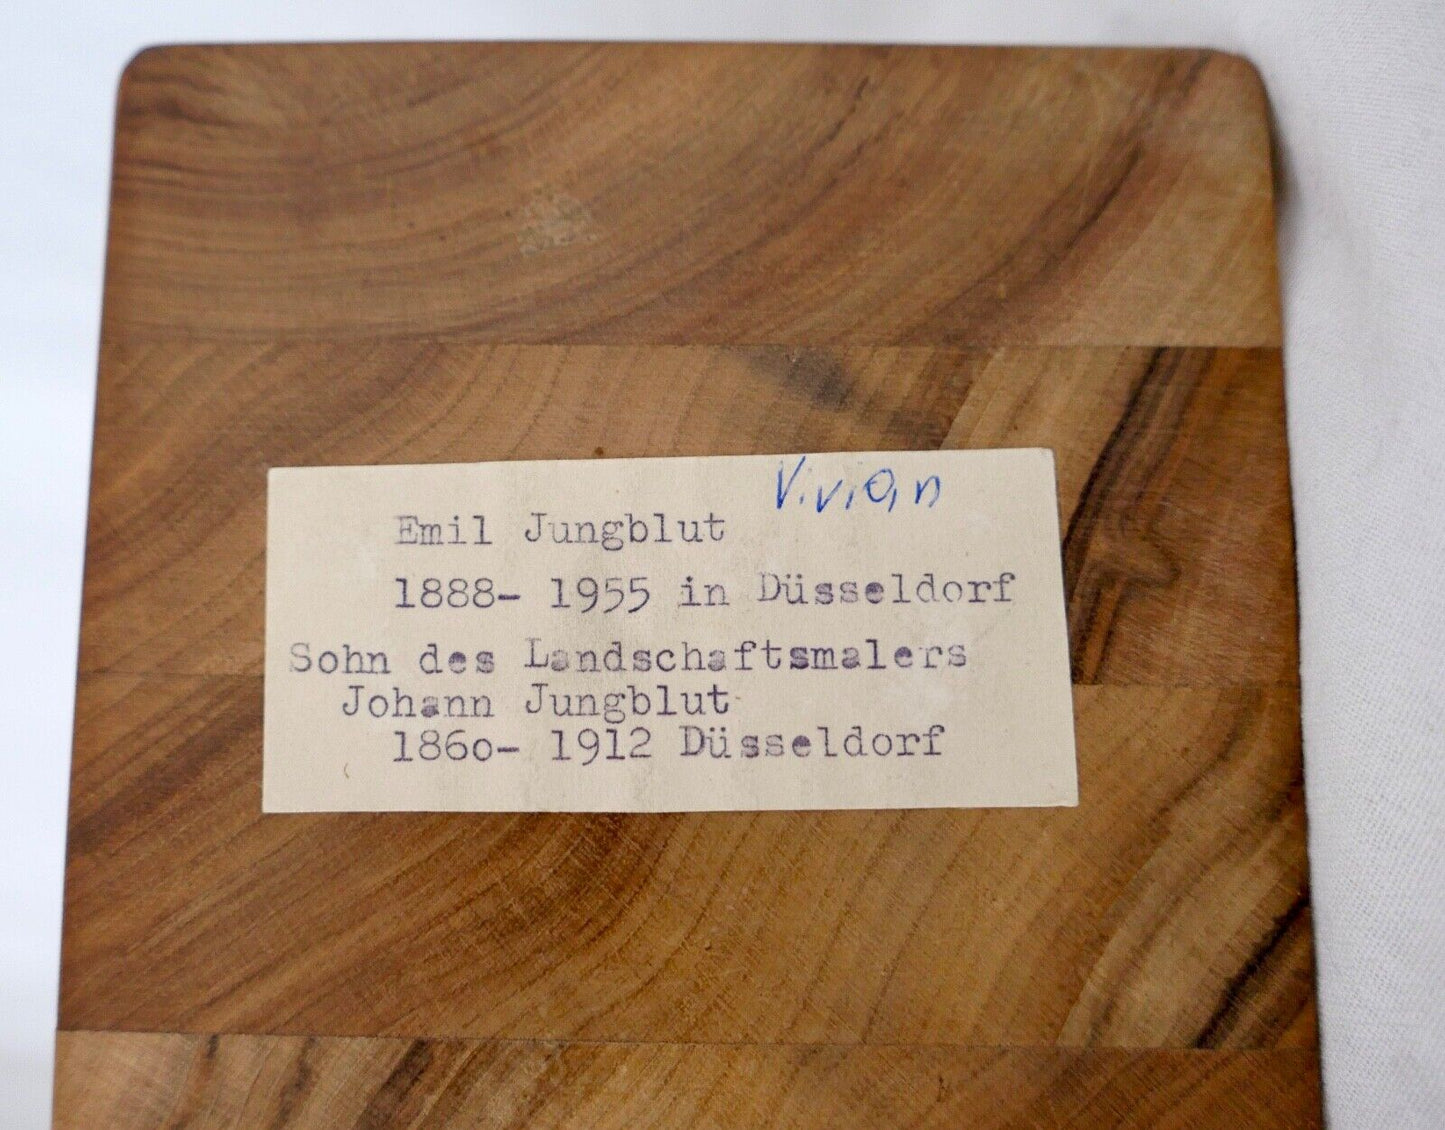 Vivian
Emil Jungblut
1888- 1955 in Düsseldorf
Sohn des Landschaftsmalers
Johann Jungblut
186o- 1912 Düsseldorf